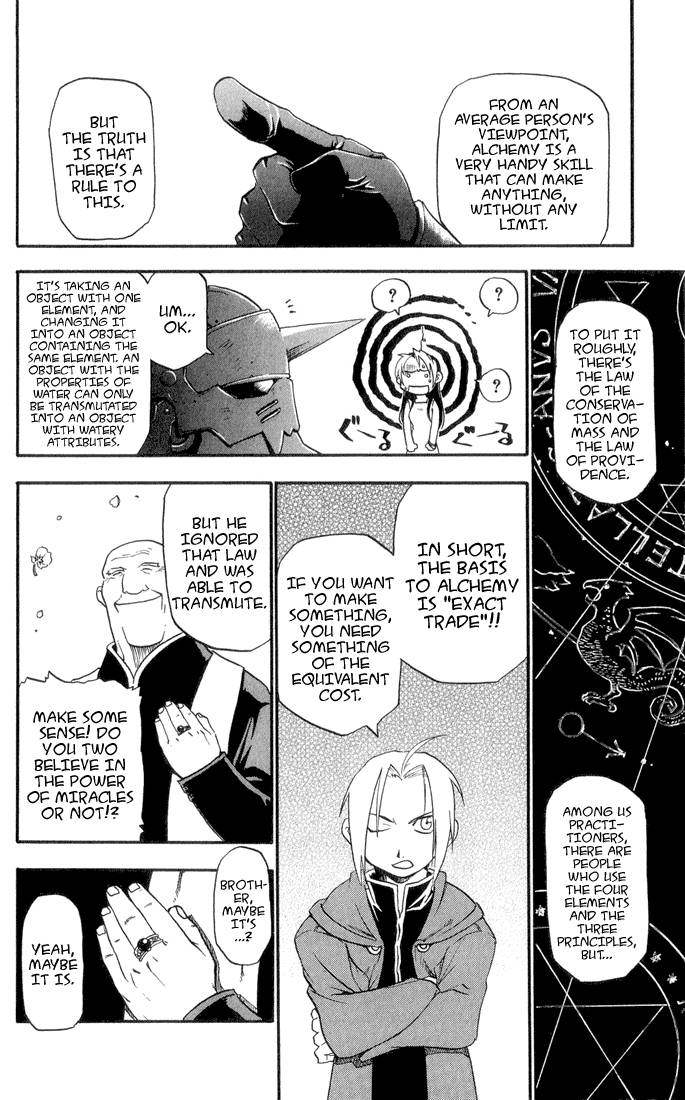 FROM AN
AVERAGE PERSON'S
VIEWPOINT,
ALCHEMY IS A
VERY HANDY SKILL
THAT CAN MAKE
ANYTHING,
WITHOUT ANY
LIMIT.
BUT
THE TRUTH
IS THAT
THERE'S A
RULE TO
THIS.
TO PUT IT
ROUGHLY,
THERE'S
THE LAW
OF THE
CONSERVA-
TION OF
MASS AND
THE LAW
OF PROVI-
DENCE.
AMONG US
PRACTI-
TIONERS,
THERE ARE
PEOPLE
WHO USE
THE FOUR
ELEMENTS
AND THE
THREE
PRINCIPLES,
BUT...
?
?
?
ぐーる
ぐーる
UM...
OK.
IT'S TAKING AN
OBJECT WITH ONE
ELEMENT, AND
CHANGING IT
INTO AN OBJECT
CONTAINING THE
SAME ELEMENT. AN
OBJECT WITH THE
PROPERTIES OF
WATER CAN ONLY
BE TRANSMUTATED
INTO AN OBJECT
WITH WATERY
ATTRIBUTES.
IN SHORT,
THE BASIS
TO ALCHEMY
IS "EXACT
TRADE"!!
IF YOU WANT
TO MAKE
SOMETHING,
YOU NEED
SOMETHING
OF THE
EQUIVALENT
COST.
BUT HE
IGNORED
THAT LAW
AND WAS
ABLE TO
TRANSMUTE.
MAKE SOME
SENSE! DO
YOU TWO
BELIEVE IN
THE POWER
OF MIRACLES
OR NOT!?
BROTH-
ER,
MAYBE
IT'S
...?
YEAH,
MAYBE
IT IS.